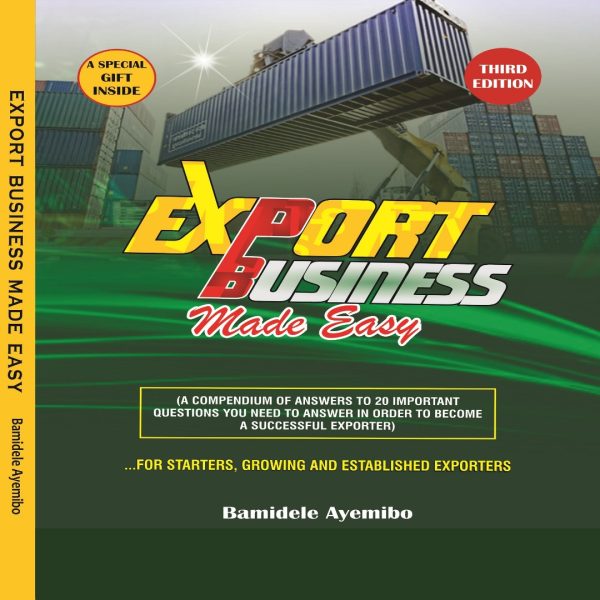 EXPORT BUSINESS MADE EASY
Bamidele Ayemibo
A SPECIAL
GIFT
INSIDE
THIRD
EDITION
EXPORT
BUSINESS
Made Easy
(A COMPENDIUM OF ANSWERS TO 20 IMPORTANT
QUESTIONS YOU NEED TO ANSWER IN ORDER TO BECOME
A SUCCESSFUL EXPORTER)
...FOR STARTERS, GROWING AND ESTABLISHED EXPORTERS
Bamidele Ayemibo